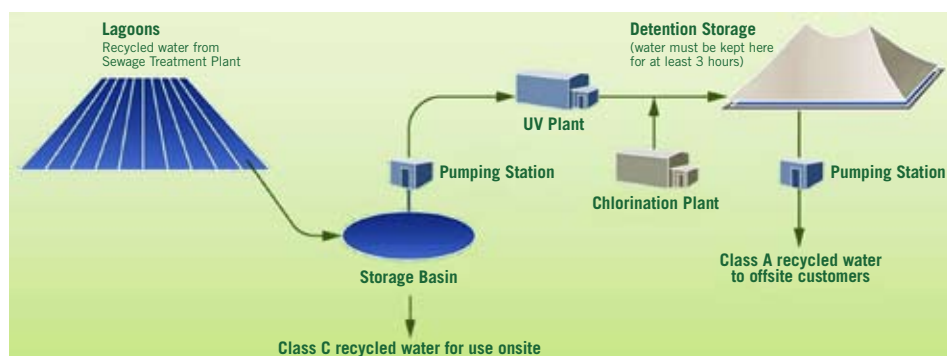 Lagoons
Recycled water from
Sewage Treatment Plant
Detention Storage
(water must be kept here
for at least 3 hours)
UV Plant
Pumping Station
Chlorination Plant
Pumping Station
Storage Basin
Class A recycled water
to offsite customers
Class C recycled water for use onsite